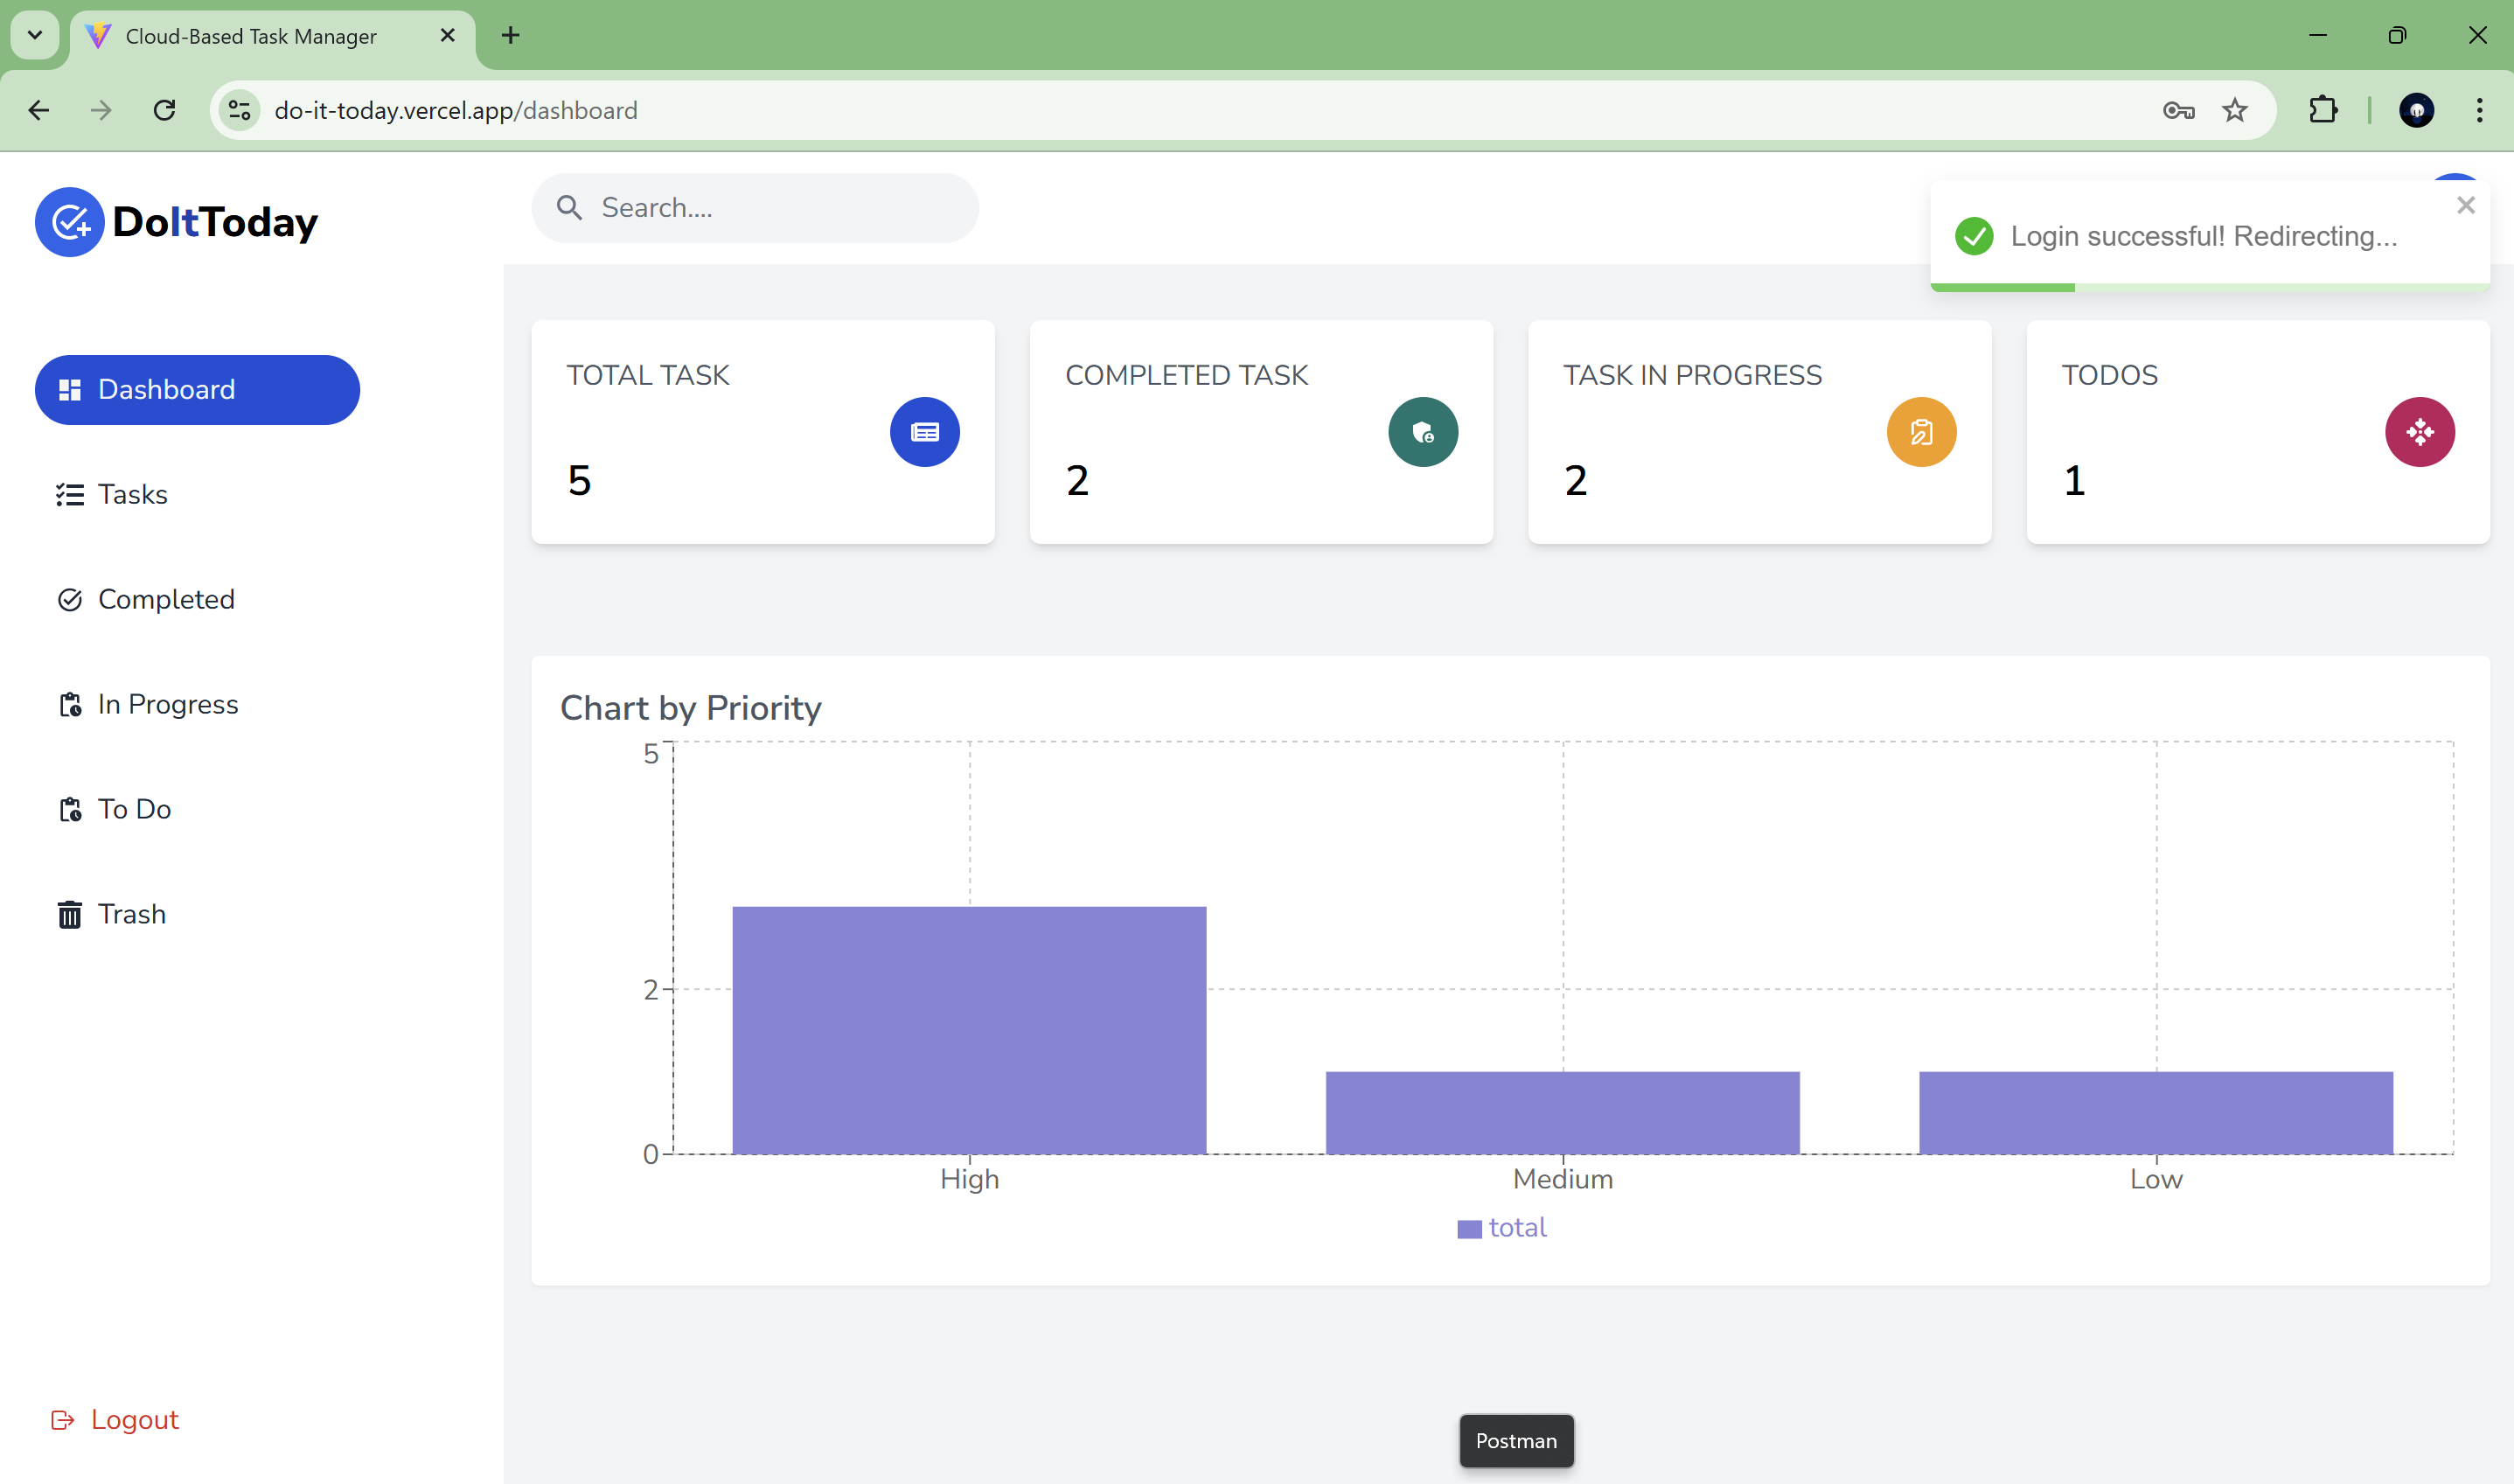 Cloud-Based Task Manager
do-it-today.vercel.app/dashboard
DoItToday
Search....
Login successful! Redirecting...
Dashboard
Tasks
Completed
In Progress
To Do
Trash
Logout
TOTAL TASK
5
COMPLETED TASK
2
TASK IN PROGRESS
2
TODOS
1
Chart by Priority
5
2
0
High
Medium
Low
total
Postman